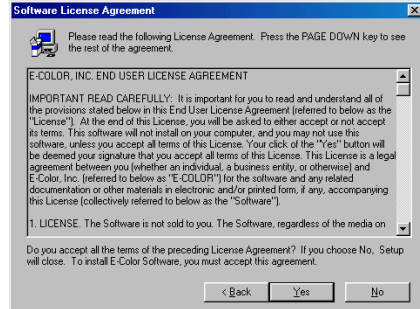 Software License Agreement
Please read the following License Agreement. Press the PAGE DOWN key to see
the rest of the agreement.
E-COLOR, INC. END USER LICENSE AGREEMENT
IMPORTANT READ CAREFULLY: It is important for you to read and understand all of
the provisions stated below in this End User License Agreement (referred to below as the
"License"). At the end of this License, you will be asked to either accept or not accept
its terms. This software will not install on your computer, and you may not use this
software, unless you accept all terms of this License. Your click of the "Yes" button will
be deemed your signature that you accept all terms of this License. This License is a legal
agreement between you (whether an individual, a business entity, or otherwise) and
E-Color, Inc. (referred to below as "E-COLOR") for the software and any related
documentation or other materials in electronic and/or printed form, if any, accompanying
this License (collectively referred to below as the "Software").
1. LICENSE. The Software is not sold to you. The Software, regardless of the media on
Do you accept all the terms of the preceding License Agreement? If you choose No, Setup
will close. To install E-Color Software, you must accept this agreement.
< Back
Yes
No